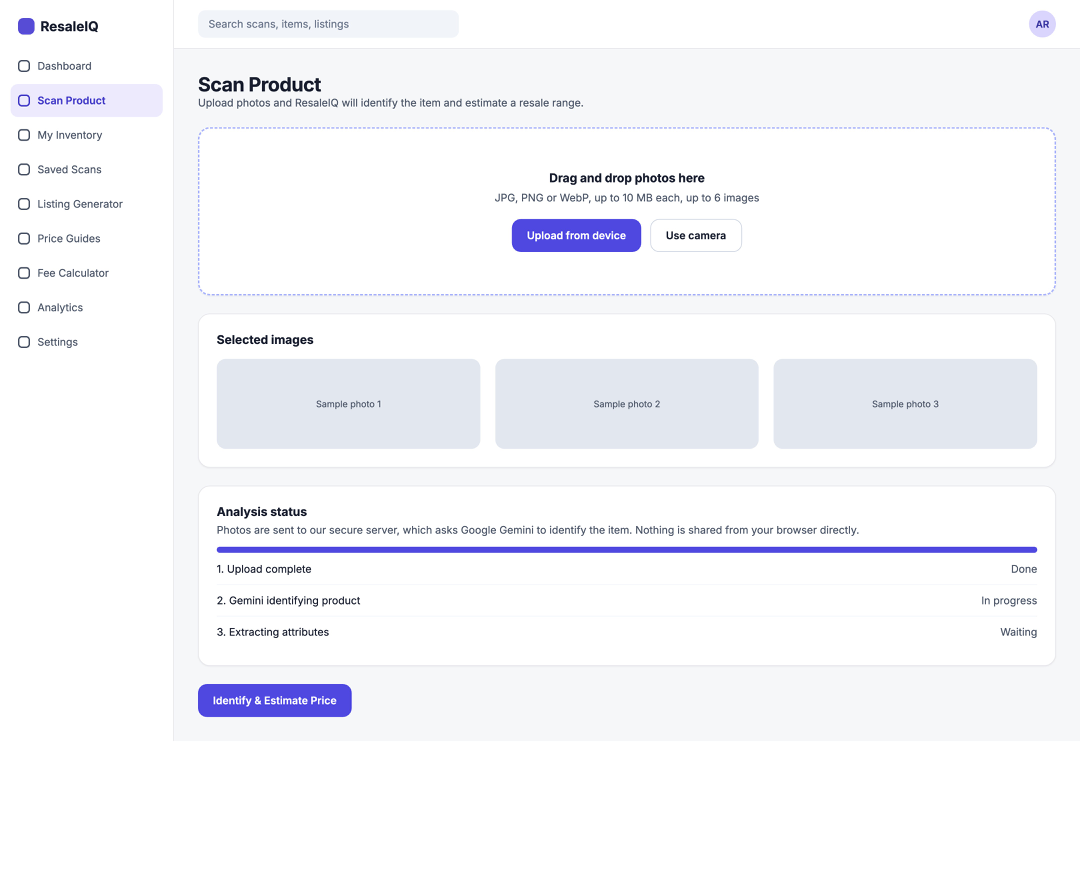 ResaleIQ
Search scans, items, listings
AR
Dashboard
Scan Product
My Inventory
Saved Scans
Listing Generator
Price Guides
Fee Calculator
Analytics
Settings
Scan Product
Upload photos and ResaleIQ will identify the item and estimate a resale range.
Drag and drop photos here
JPG, PNG or WebP, up to 10 MB each, up to 6 images
Upload from device
Use camera
Selected images
Sample photo 1
Sample photo 2
Sample photo 3
Analysis status
Photos are sent to our secure server, which asks Google Gemini to identify the item. Nothing is shared from your browser directly.
1. Upload complete Done
2. Gemini identifying product In progress
3. Extracting attributes Waiting
Identify & Estimate Price